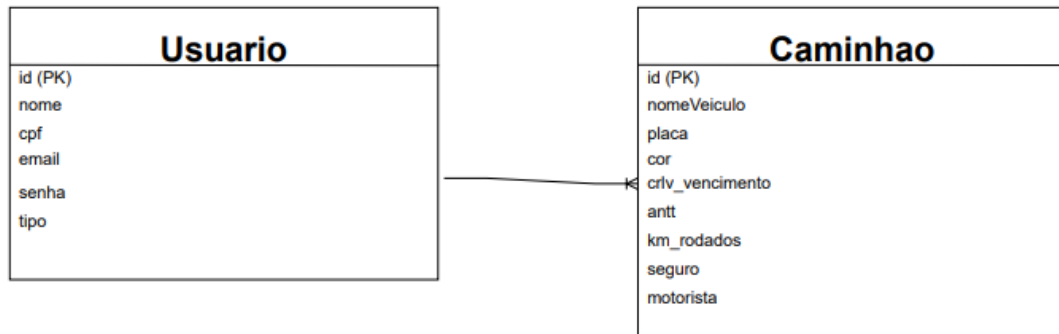 Usuario
id (PK)
nome
cpf
email
senha
tipo
Caminhao
id (PK)
nomeVeiculo
placa
cor
crlv_vencimento
antt
km_rodados
seguro
motorista